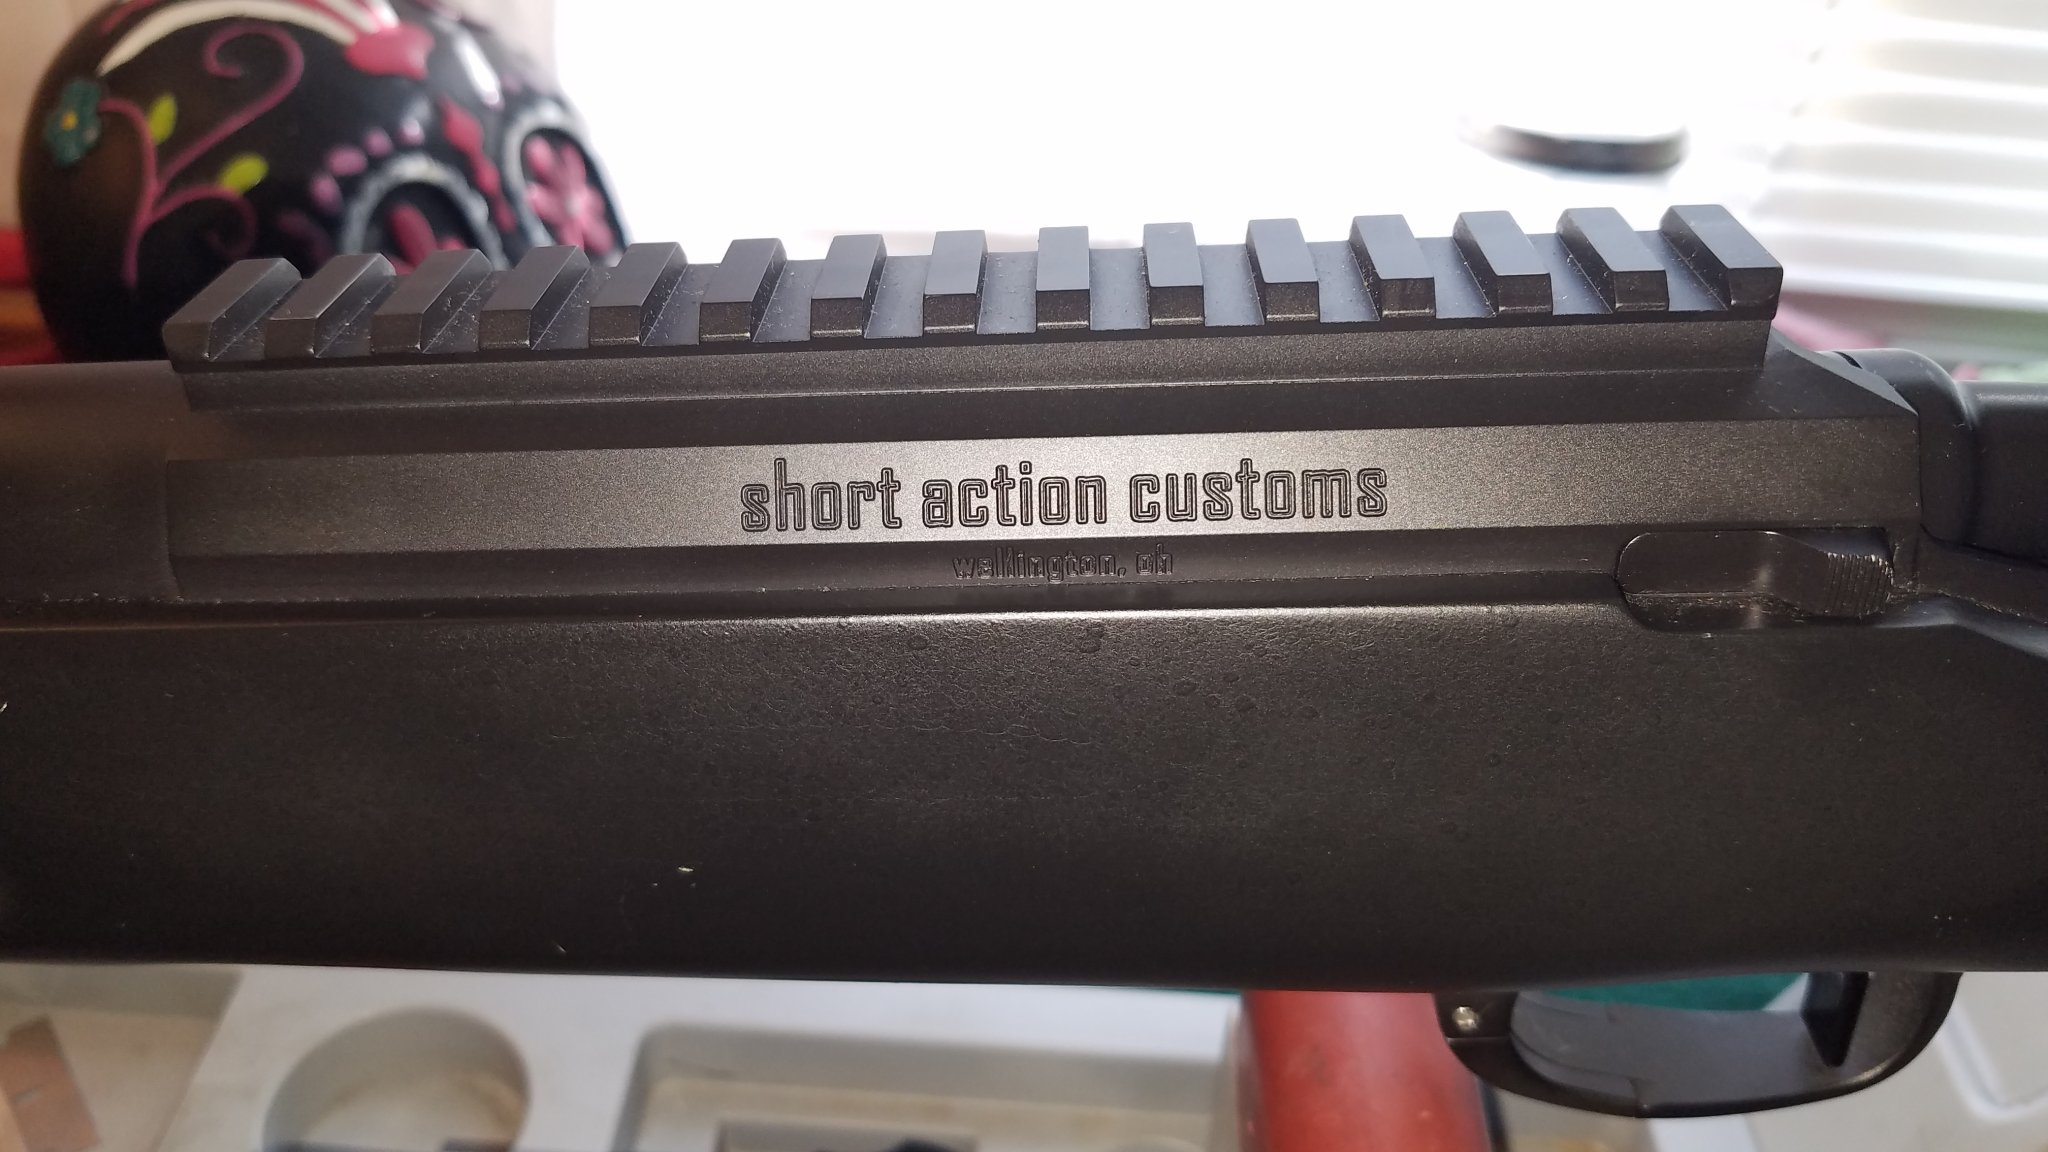 short action customs
wellington, oh